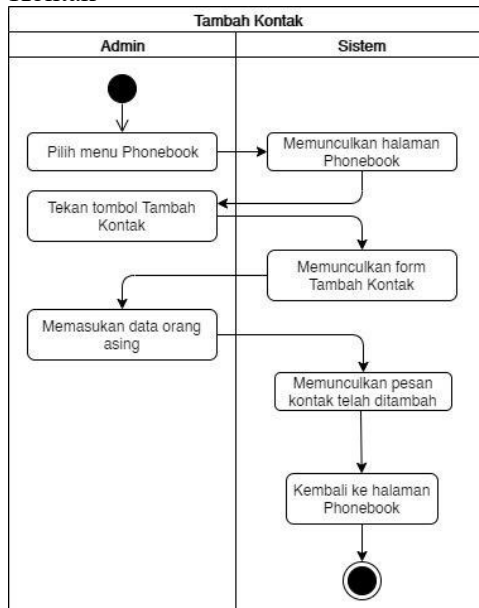 Tambah Kontak
Admin
Sistem
Pilih menu Phonebook
Memunculkan halaman
Phonebook
Tekan tombol Tambah
Kontak
Memunculkan form
Tambah Kontak
Memasukan data orang
asing
Memunculkan pesan
kontak telah ditambah
Kembali ke halaman
Phonebook